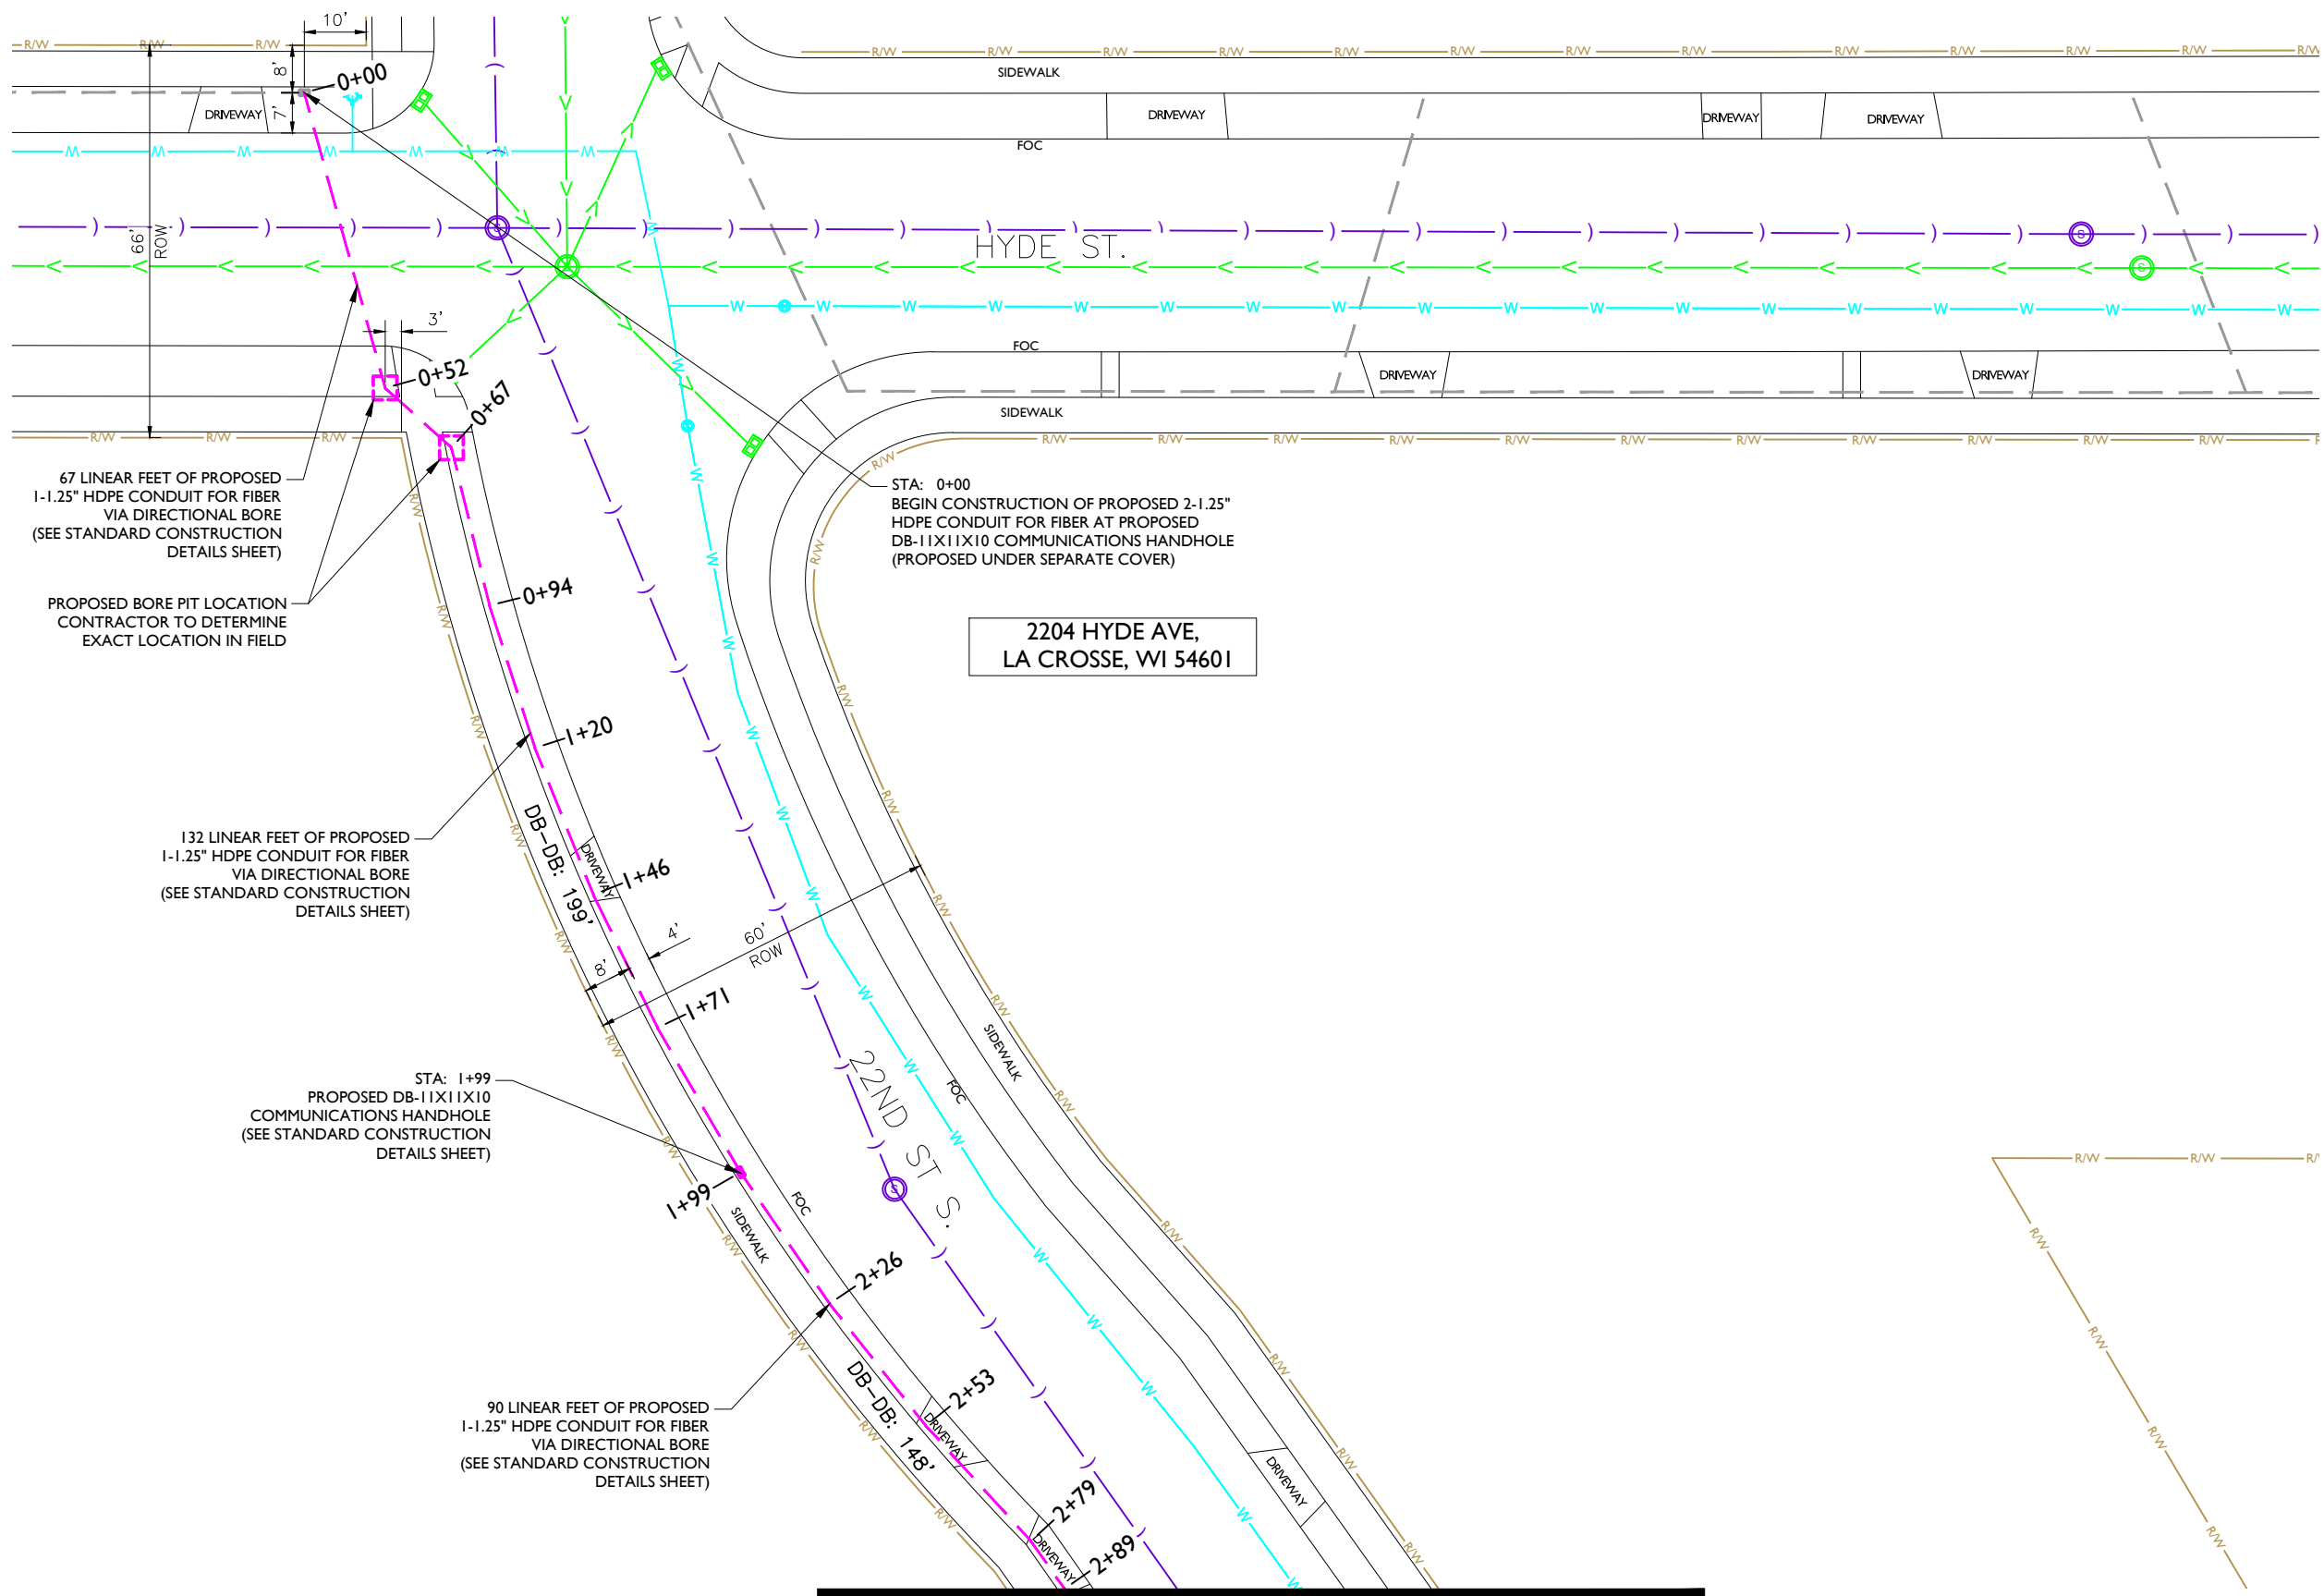 10'
R/W R/W R/W
8'
0+00
7'
DRIVEWAY
R/W R/W R/W R/W R/W R/W R/W R/W R/W R/W R/W R/W R/W
SIDEWALK
DRIVEWAY
DRIVEWAY
DRIVEWAY
FOC
W W W W W W W
66'
ROW
S
S
HYDE ST.
S
W W W W W W W W W W W W W W W W W W
3'
FOC
0+52
0+67
DRIVEWAY
DRIVEWAY
SIDEWALK
R/W R/W R/W
R/W R/W R/W R/W R/W R/W R/W R/W R/W R/W R/W
67 LINEAR FEET OF PROPOSED
1-1.25" HDPE CONDUIT FOR FIBER
VIA DIRECTIONAL BORE
(SEE STANDARD CONSTRUCTION
DETAILS SHEET)
STA: 0+00
BEGIN CONSTRUCTION OF PROPOSED 2-1.25"
HDPE CONDUIT FOR FIBER AT PROPOSED
DB-11X11X10 COMMUNICATIONS HANDHOLE
(PROPOSED UNDER SEPARATE COVER)
PROPOSED BORE PIT LOCATION
CONTRACTOR TO DETERMINE
EXACT LOCATION IN FIELD
0+94
2204 HYDE AVE,
LA CROSSE, WI 54601
1+20
132 LINEAR FEET OF PROPOSED
1-1.25" HDPE CONDUIT FOR FIBER
VIA DIRECTIONAL BORE
(SEE STANDARD CONSTRUCTION
DETAILS SHEET)
DB-DB: 199'
DRIVEWAY
1+46
4'
60'
ROW
8'
1+71
SIDEWALK
FOC
22ND ST S.
STA: 1+99
PROPOSED DB-11X11X10
COMMUNICATIONS HANDHOLE
(SEE STANDARD CONSTRUCTION
DETAILS SHEET)
1+99
S
FOC
SIDEWALK
R/W R/W R/W
2+26
90 LINEAR FEET OF PROPOSED
1-1.25" HDPE CONDUIT FOR FIBER
VIA DIRECTIONAL BORE
(SEE STANDARD CONSTRUCTION
DETAILS SHEET)
DB-DB: 148'
2+53
DRIVEWAY
DRIVEWAY
2+79
DRIVEWAY
2+89
R/W
R/W
R/W
R/W